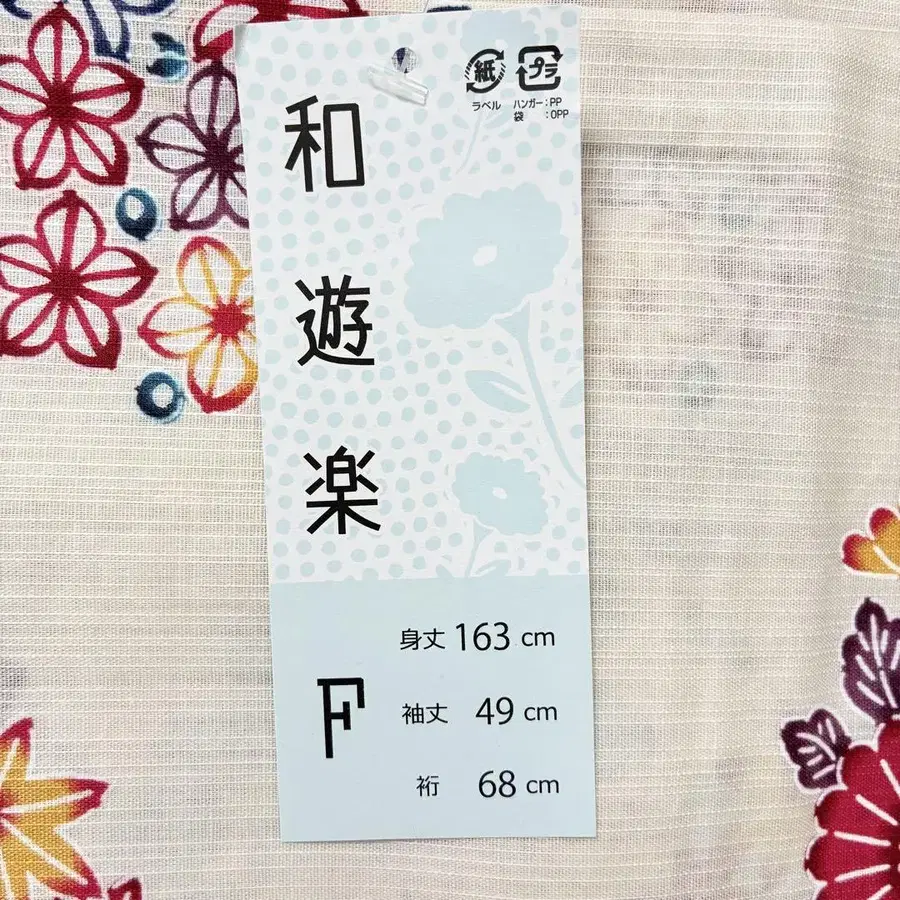 紙
プラ
ラベル
ハンガー：PP
袋　　：OPP
和遊楽
F
身丈 163 cm
袖丈 49 cm
裄 68 cm